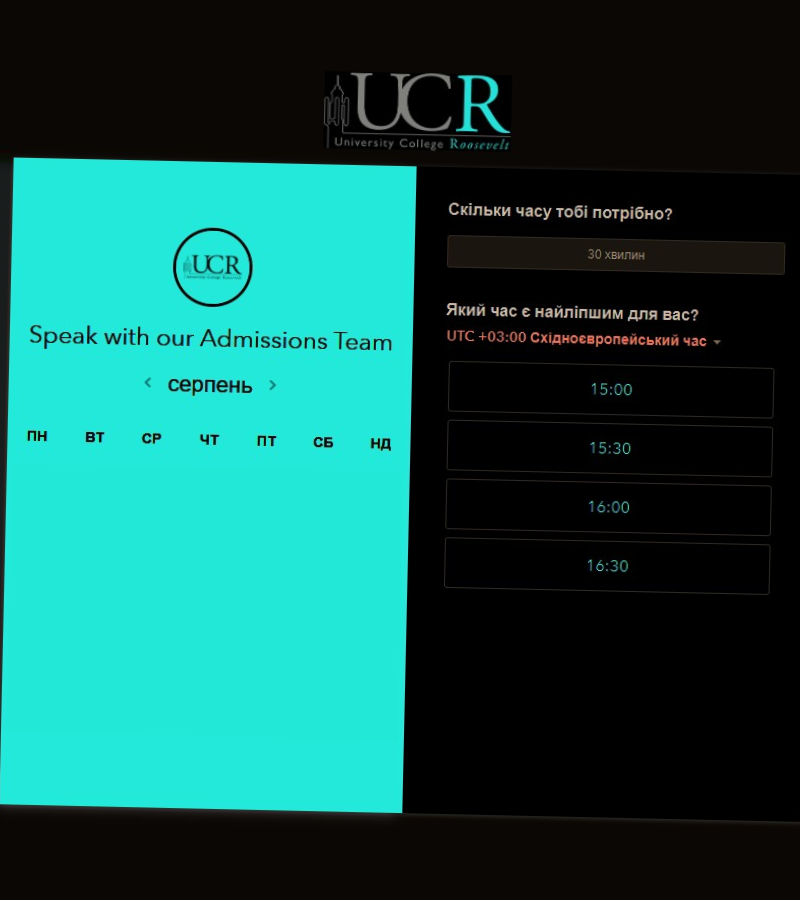 UCR
University College Roosevelt
UCR
Speak with our Admissions Team
серпень
ПН ВТ СР ЧТ ПТ СБ НД
Скільки часу тобі потрібно?
30 хвилин
Який час є найліпшим для вас?
UTC +03:00 Східноєвропейський час
15:00
15:30
16:00
16:30